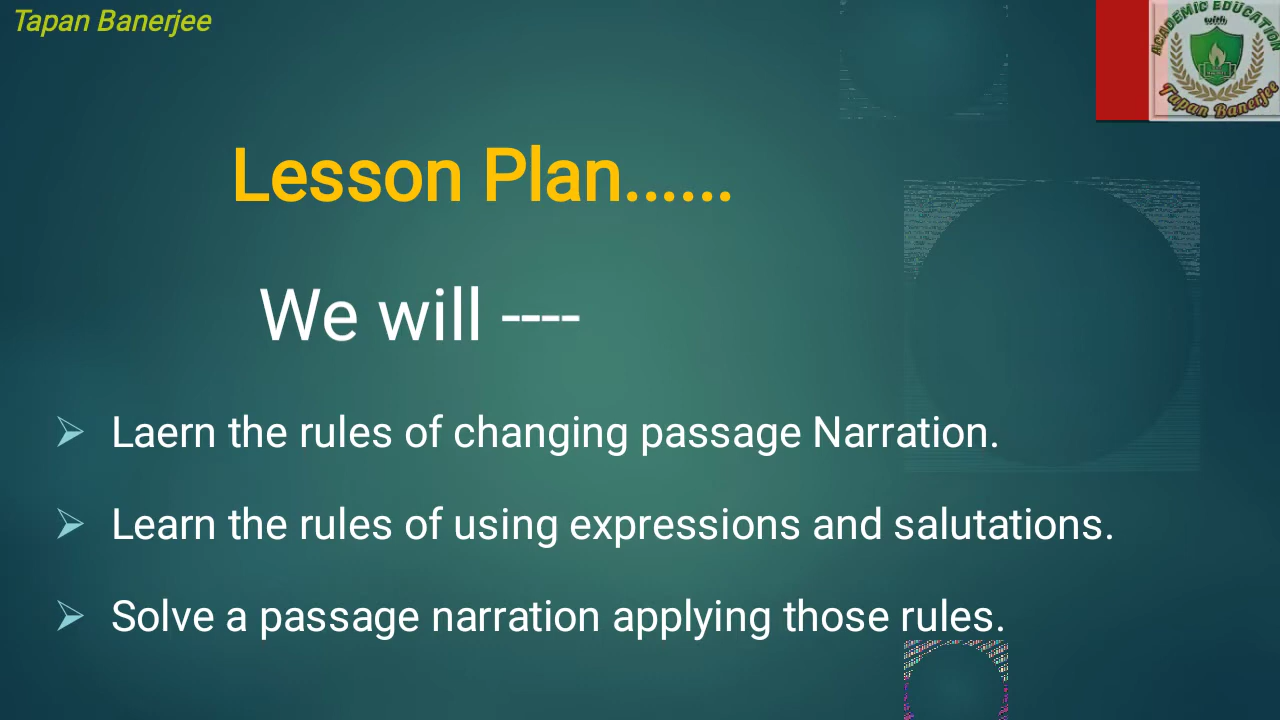 Tapan Banerjee
ACADEMIC EDUCATION
with
Tapan Banerjee
Lesson Plan......
We will ----
Laern the rules of changing passage Narration.
Learn the rules of using expressions and salutations.
Solve a passage narration applying those rules.